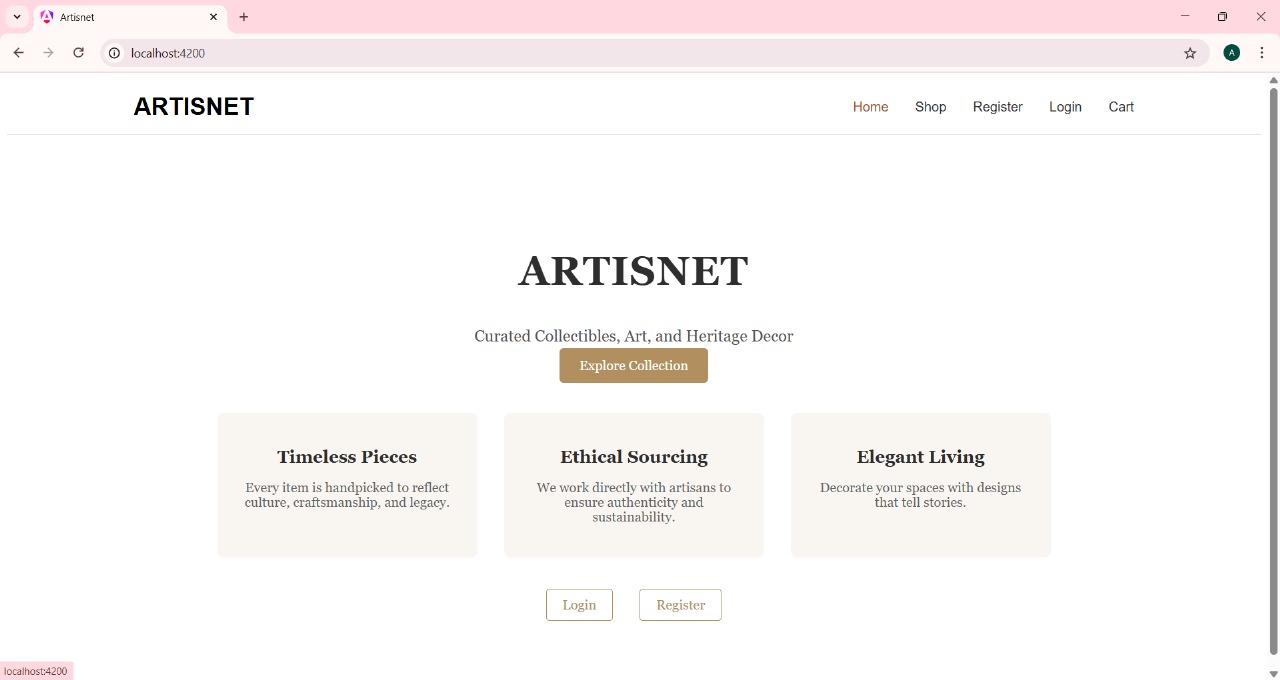 Artisnet
localhost:4200
A
ARTISNET
Home Shop Register Login Cart
ARTISNET
Curated Collectibles, Art, and Heritage Decor
Explore Collection
Timeless Pieces
Every item is handpicked to reflect
culture, craftsmanship, and legacy.
Ethical Sourcing
We work directly with artisans to
ensure authenticity and
sustainability.
Elegant Living
Decorate your spaces with designs
that tell stories.
Login Register
localhost:4200